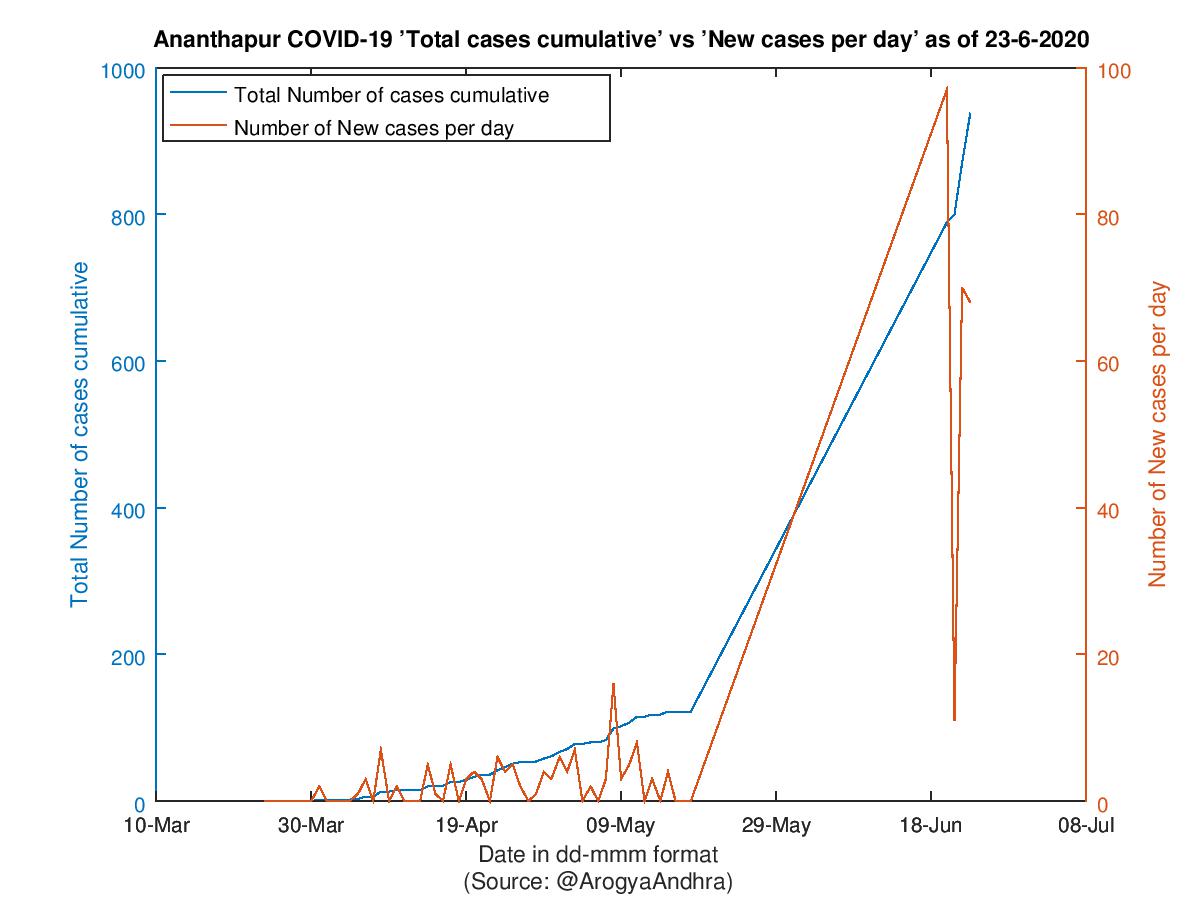 Ananthapur COVID-19 ’Total cases cumulative’ vs ’New cases per day’ as of 23-6-2020
Total Number of cases cumulative
Number of New cases per day
1000
800
600
400
200
0
Total Number of cases cumulative
100
80
60
40
20
0
Number of New cases per day
10-Mar 30-Mar 19-Apr 09-May 29-May 18-Jun 08-Jul
Date in dd-mmm format
(Source: @ArogyaAndhra)